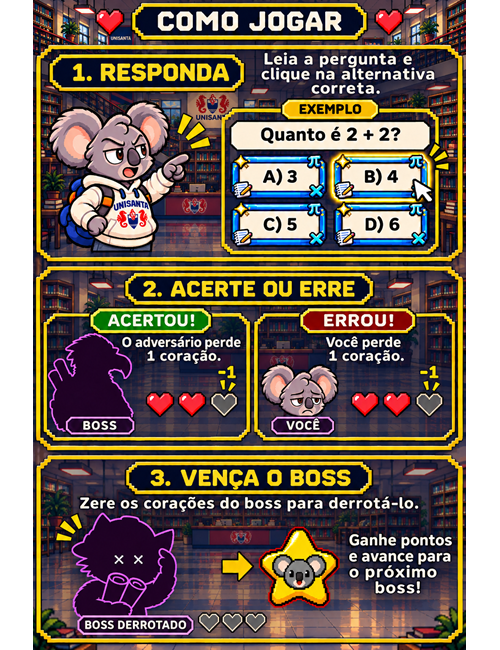 COMO JOGAR
UNISANTA
1. RESPONDA
Leia a pergunta e
clique na alternativa
correta.
UNISANTA
EXEMPLO
Quanto é 2 + 2?
A) 3
π
B) 4
π
C) 5
π
D) 6
π
UNISANTA
2. ACERTE OU ERRE
ACERTOU!
O adversário perde
1 coração.
-1
BOSS
ERROU!
Você perde
1 coração.
-1
VOCÊ
3. VENÇA O BOSS
Zere os corações do boss para derrotá-lo.
Ganhe pontos
e avance para
o próximo
boss!
BOSS DERROTADO